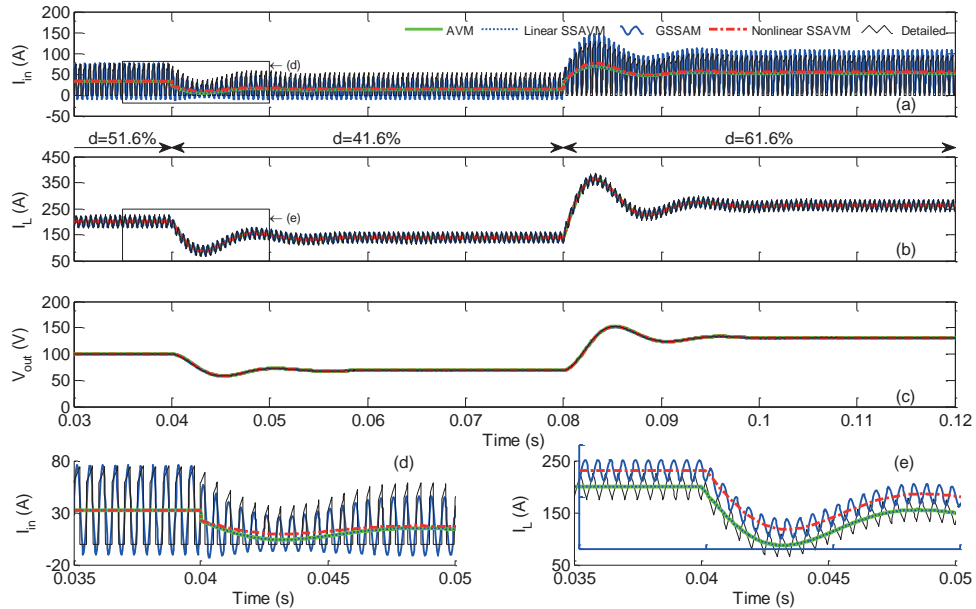 AVM Linear SSAVM GSSAM Nonlinear SSAVM Detailed
I_in (A)
150
100
50
0
-50
(d)
(a)
d=51.6% d=41.6% d=61.6%
I_L (A)
450
350
250
150
50
(e)
(b)
V_out (V)
200
150
100
50
0
(c)
0.03 0.04 0.05 0.06 0.07 0.08 0.09 0.1 0.11 0.12
Time (s)
I_in (A)
80
30
-20
(d)
0.035 0.04 0.045 0.05
Time (s)
I_L (A)
250
150
50
(e)
0.035 0.04 0.045 0.05
Time (s)